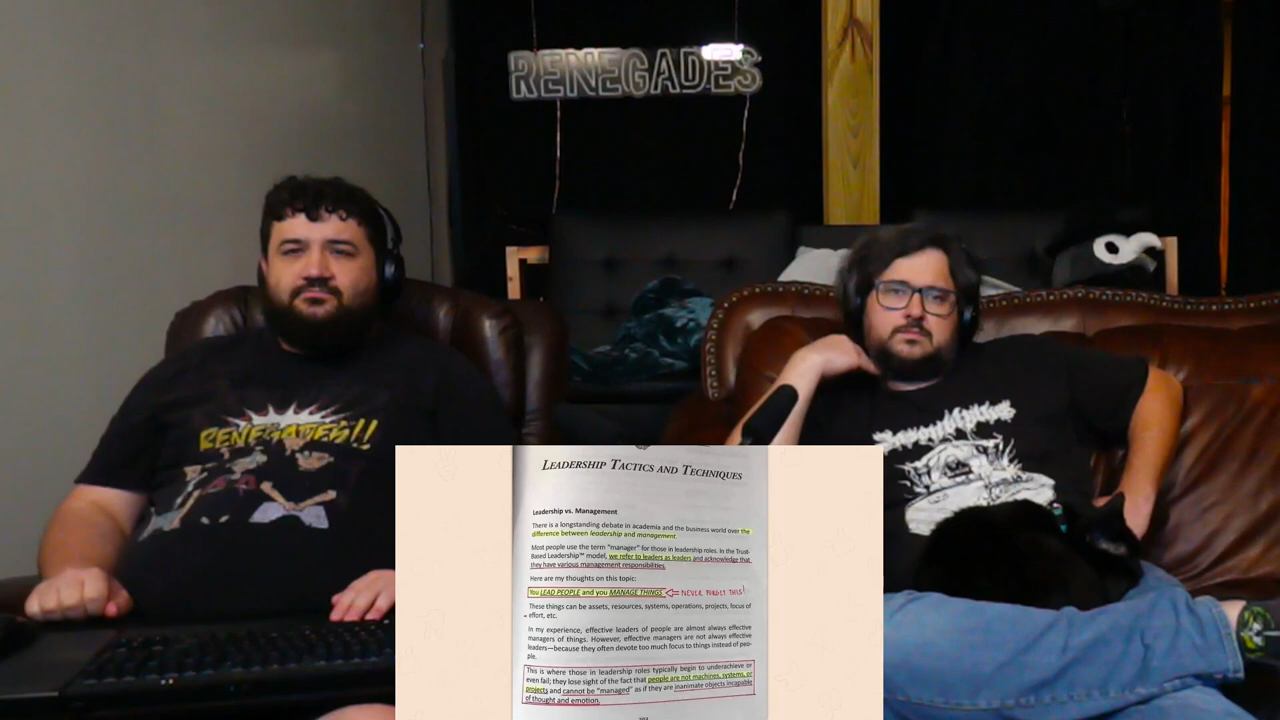 RENEGADES
RENEGADES!!
LEADERSHIP TACTICS AND TECHNIQUES
Leadership vs. Management
There is a longstanding debate in academia and the business world over the
difference between leadership and management.
Most people use the term "manager" for those in leadership roles. In the Trust-
Based Leadership™ model, we refer to leaders as leaders and acknowledge that
they have various management responsibilities.
Here are my thoughts on this topic:
You LEAD PEOPLE and you MANAGE THINGS. NEVER FORGET THIS!
These things can be assets, resources, systems, operations, projects, focus of
effort, etc.
In my experience, effective leaders of people are almost always effective
managers of things. However, effective managers are not always effective
leaders—because they often devote too much focus to things instead of peo-
ple.
This is where those in leadership roles typically begin to underachieve or
even fail; they lose sight of the fact that people are not machines, systems, or
projects and cannot be "managed" as if they are inanimate objects incapable
of thought and emotion.